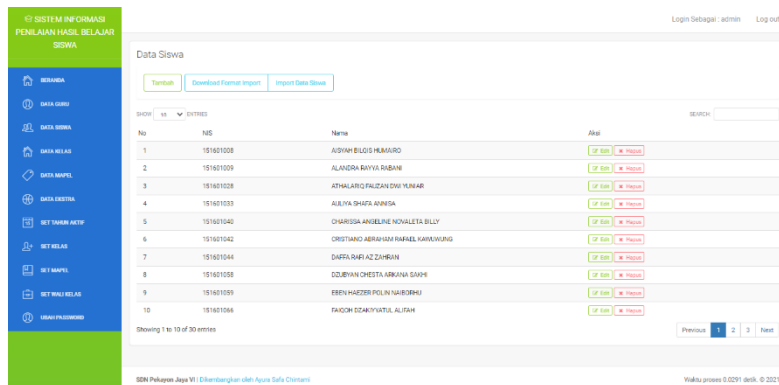 SISTEM INFORMASI
PENILAIAN HASIL BELAJAR
SISWA
Login Sebagai : admin Log out
BERANDA
DATA GURU
DATA SISWA
DATA KELAS
DATA MAPEL
DATA EKSTRA
SET TAHUN AKTIF
SET KELAS
SET MAPEL
SET WALI KELAS
UBAH PASSWORD
Data Siswa
Tambah Download Format Import Import Data Siswa
SHOW 10 ENTRIES SEARCH:
No NIS Nama Aksi
1 151601008 AISYAH BILQIS HUMAIRO Edit Hapus
2 151601009 ALANDRA RAYYA RABANI Edit Hapus
3 151601028 ATHALARIQ FAUZAN DWI YUNIAR Edit Hapus
4 151601033 AULIYA SHAFA ANNISA Edit Hapus
5 151601040 CHARISSA ANGELINE NOVALETA BILLY Edit Hapus
6 151601042 CRISTIANO ABRAHAM RAFAEL KAWUWUNG Edit Hapus
7 151601044 DAFFA RAFI AZ ZAHRAN Edit Hapus
8 151601058 DZUBYAN CHESTA ARKANA SAKHI Edit Hapus
9 151601059 EBEN HAEZER POLIN NAIBORHU Edit Hapus
10 151601066 FAIQOH DZAKIYYATUL ALIFAH Edit Hapus
Showing 1 to 10 of 30 entries Previous 1 2 3 Next
SDN Pekayon Jaya VI | Dikembangkan oleh Ayura Safa Chintami Waktu proses 0.0291 detik. © 2021